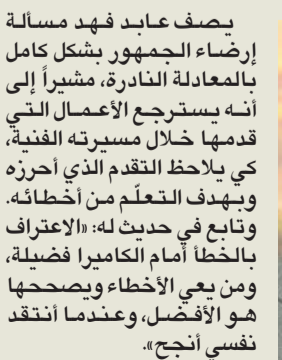 يصف عابد فهد مسألة
إرضاء الجمهور بشكل كامل
بالمعادلة النادرة، مشيراً إلى
أنه يسترجع الأعمال التي
قدمها خلال مسيرته الفنية،
كي يلاحظ التقدم الذي أحرزه
وبهدف التعلّم من أخطائه.
وتابع في حديث له: «الاعتراف
بالخطأ أمام الكاميرا فضيلة،
ومن يعي الأخطاء ويصححها
هو الأفضل، وعندما أنتقد
نفسي أنجح».